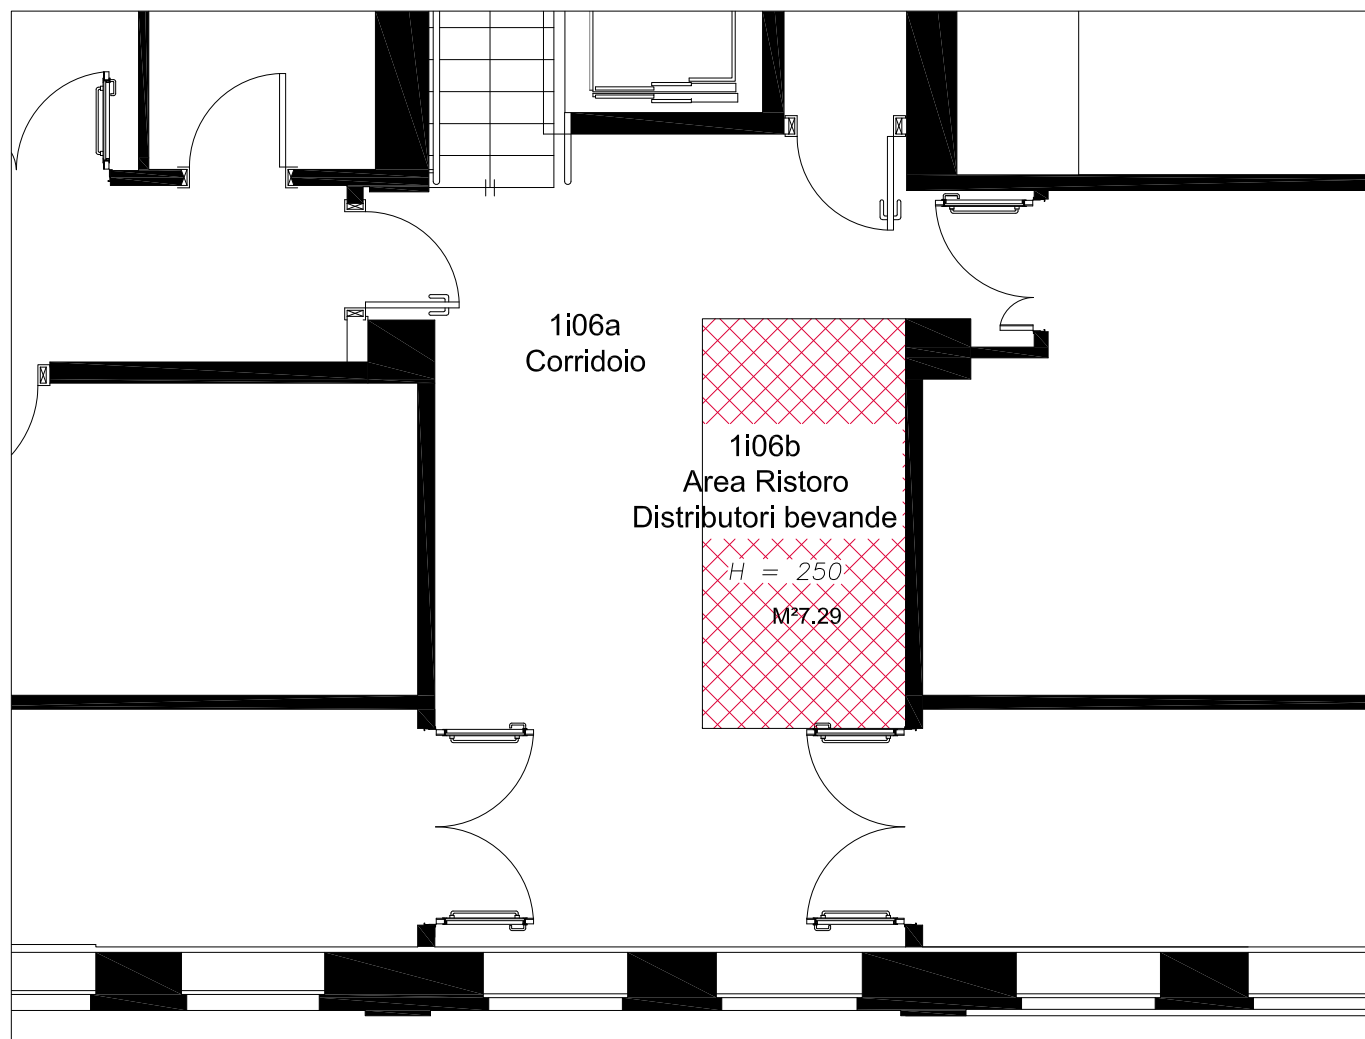 1i06a
Corridoio
1i06b
Area Ristoro
Distributori bevande
H = 250
M²7.29